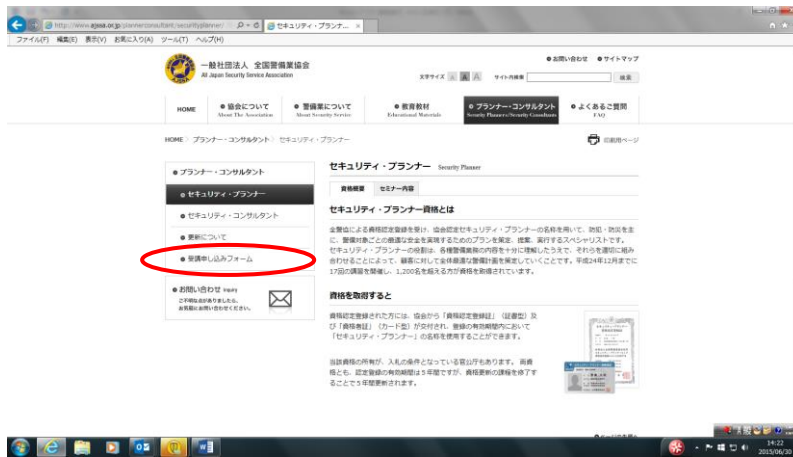 http://www.ajssa.or.jp/plannerconsultant/securityplanner/
セキュリティ・プランナ...
ファイル(F) 編集(E) 表示(V) お気に入り(A) ツール(T) ヘルプ(H)
お問い合わせ サイトマップ
一般社団法人 全国警備業協会
All Japan Security Service Association
文字サイズ A A A サイト内検索 検索
HOME 協会について 警備業について 教育教材 プランナー・コンサルタント よくあるご質問
About The Association About Security Service Educational Materials Security Planners/Security Consultants FAQ
HOME > プランナー・コンサルタント > セキュリティ・プランナー
印刷用ページ
プランナー・コンサルタント
セキュリティ・プランナー
セキュリティ・コンサルタント
更新について
受講申し込みフォーム
お問い合わせ Inquiry
ご不明な点が
ありましたら、
お気軽にお問い合わせください。
セキュリティ・プランナー Security Planner
資格概要 セミナー内容
セキュリティ・プランナー資格とは
全警協による資格認定登録を受け、協会認定セキュリティ・プランナーの名称を用いて、防犯・防災を主
に、警備対象ごとの最適な安全を実現するためのプランを策定、提案、実行するスペシャリストです。
セキュリティ・プランナーの役割は、各種警備業務の内容を十分に理解したうえで、それらを適切に組み
合わせることによって、顧客に対して全体最適な警備計画を策定していくことです。平成24年12月までに
17回の講習を開催し、1,200名を超える方が資格を取得されています。
資格を取得すると
資格認定登録された方には、協会から「資格認定登録証」（証書型）及
び「資格者証」（カード型）が交付され、登録の有効期間内において
「セキュリティ・プランナー」の名称を使用することができます。
当該資格の所有が、入札の条件となっている官公庁もあります。 両資
格とも、認定登録の有効期間は５年間ですが、資格更新の課程を修了す
ることで５年間更新されます。
14:22
2015/06/30